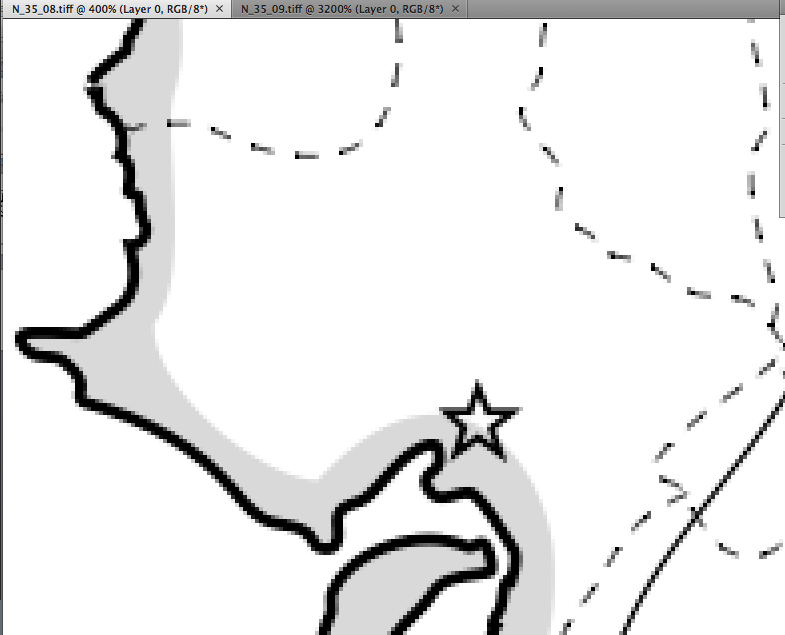 N_35_08.tiff @ 400% (Layer 0, RGB/8*) × N_35_09.tiff @ 3200% (Layer 0, RGB/8*) ×